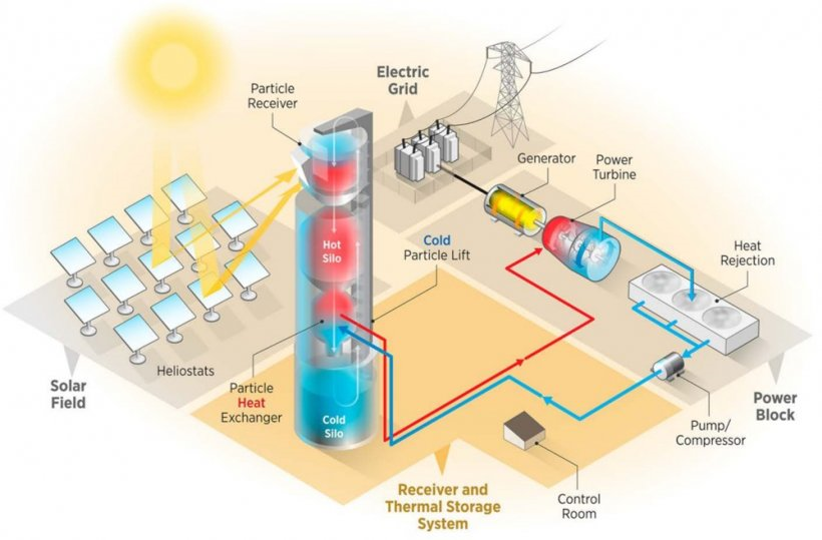 Particle
Receiver
Electric
Grid
Generator
Power
Turbine
Hot
Silo
Cold
Particle Lift
Heat
Rejection
Heliostats
Solar
Field
Particle
Heat
Exchanger
Cold
Silo
Pump/
Compressor
Power
Block
Control
Room
Receiver and
Thermal Storage
System